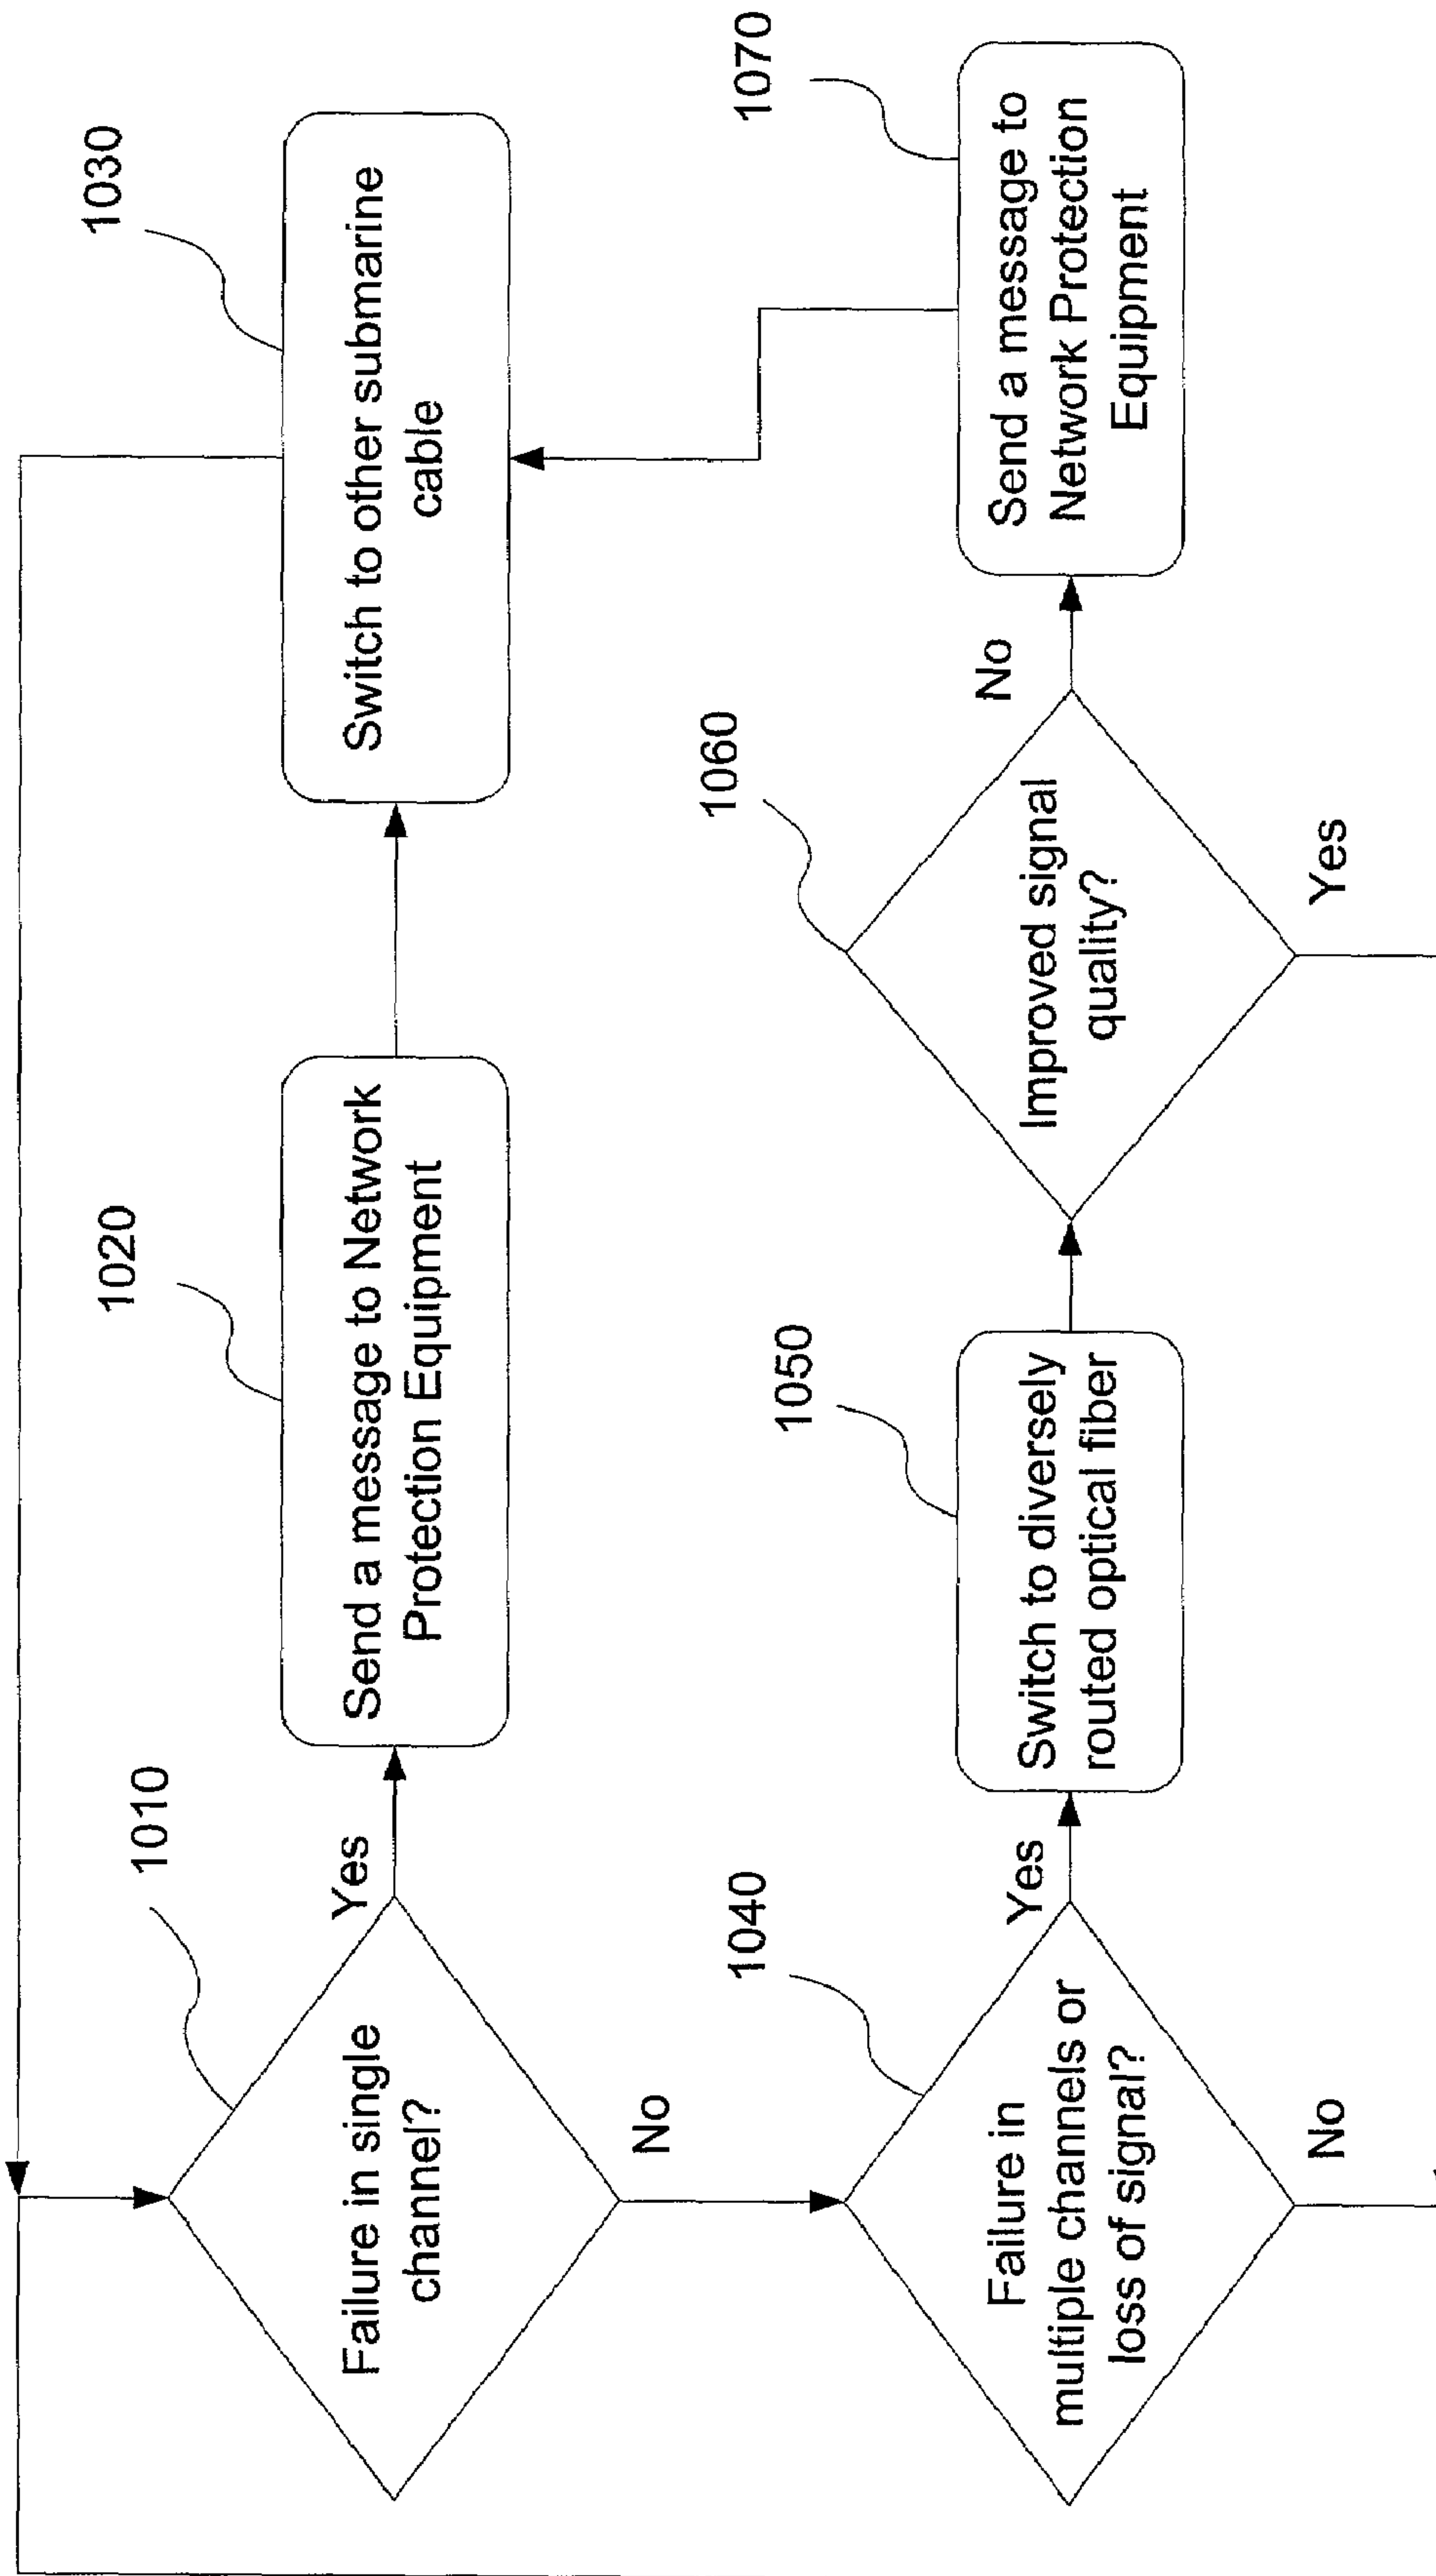 1010
Failure in single
channel?
Yes
No
1020
Send a message to Network
Protection Equipment
1030
Switch to other submarine
cable
1040
Failure in
multiple channels or
loss of signal?
Yes
No
1050
Switch to diversely
routed optical fiber
1060
Improved signal
quality?
No
Yes
1070
Send a message to
Network Protection
Equipment